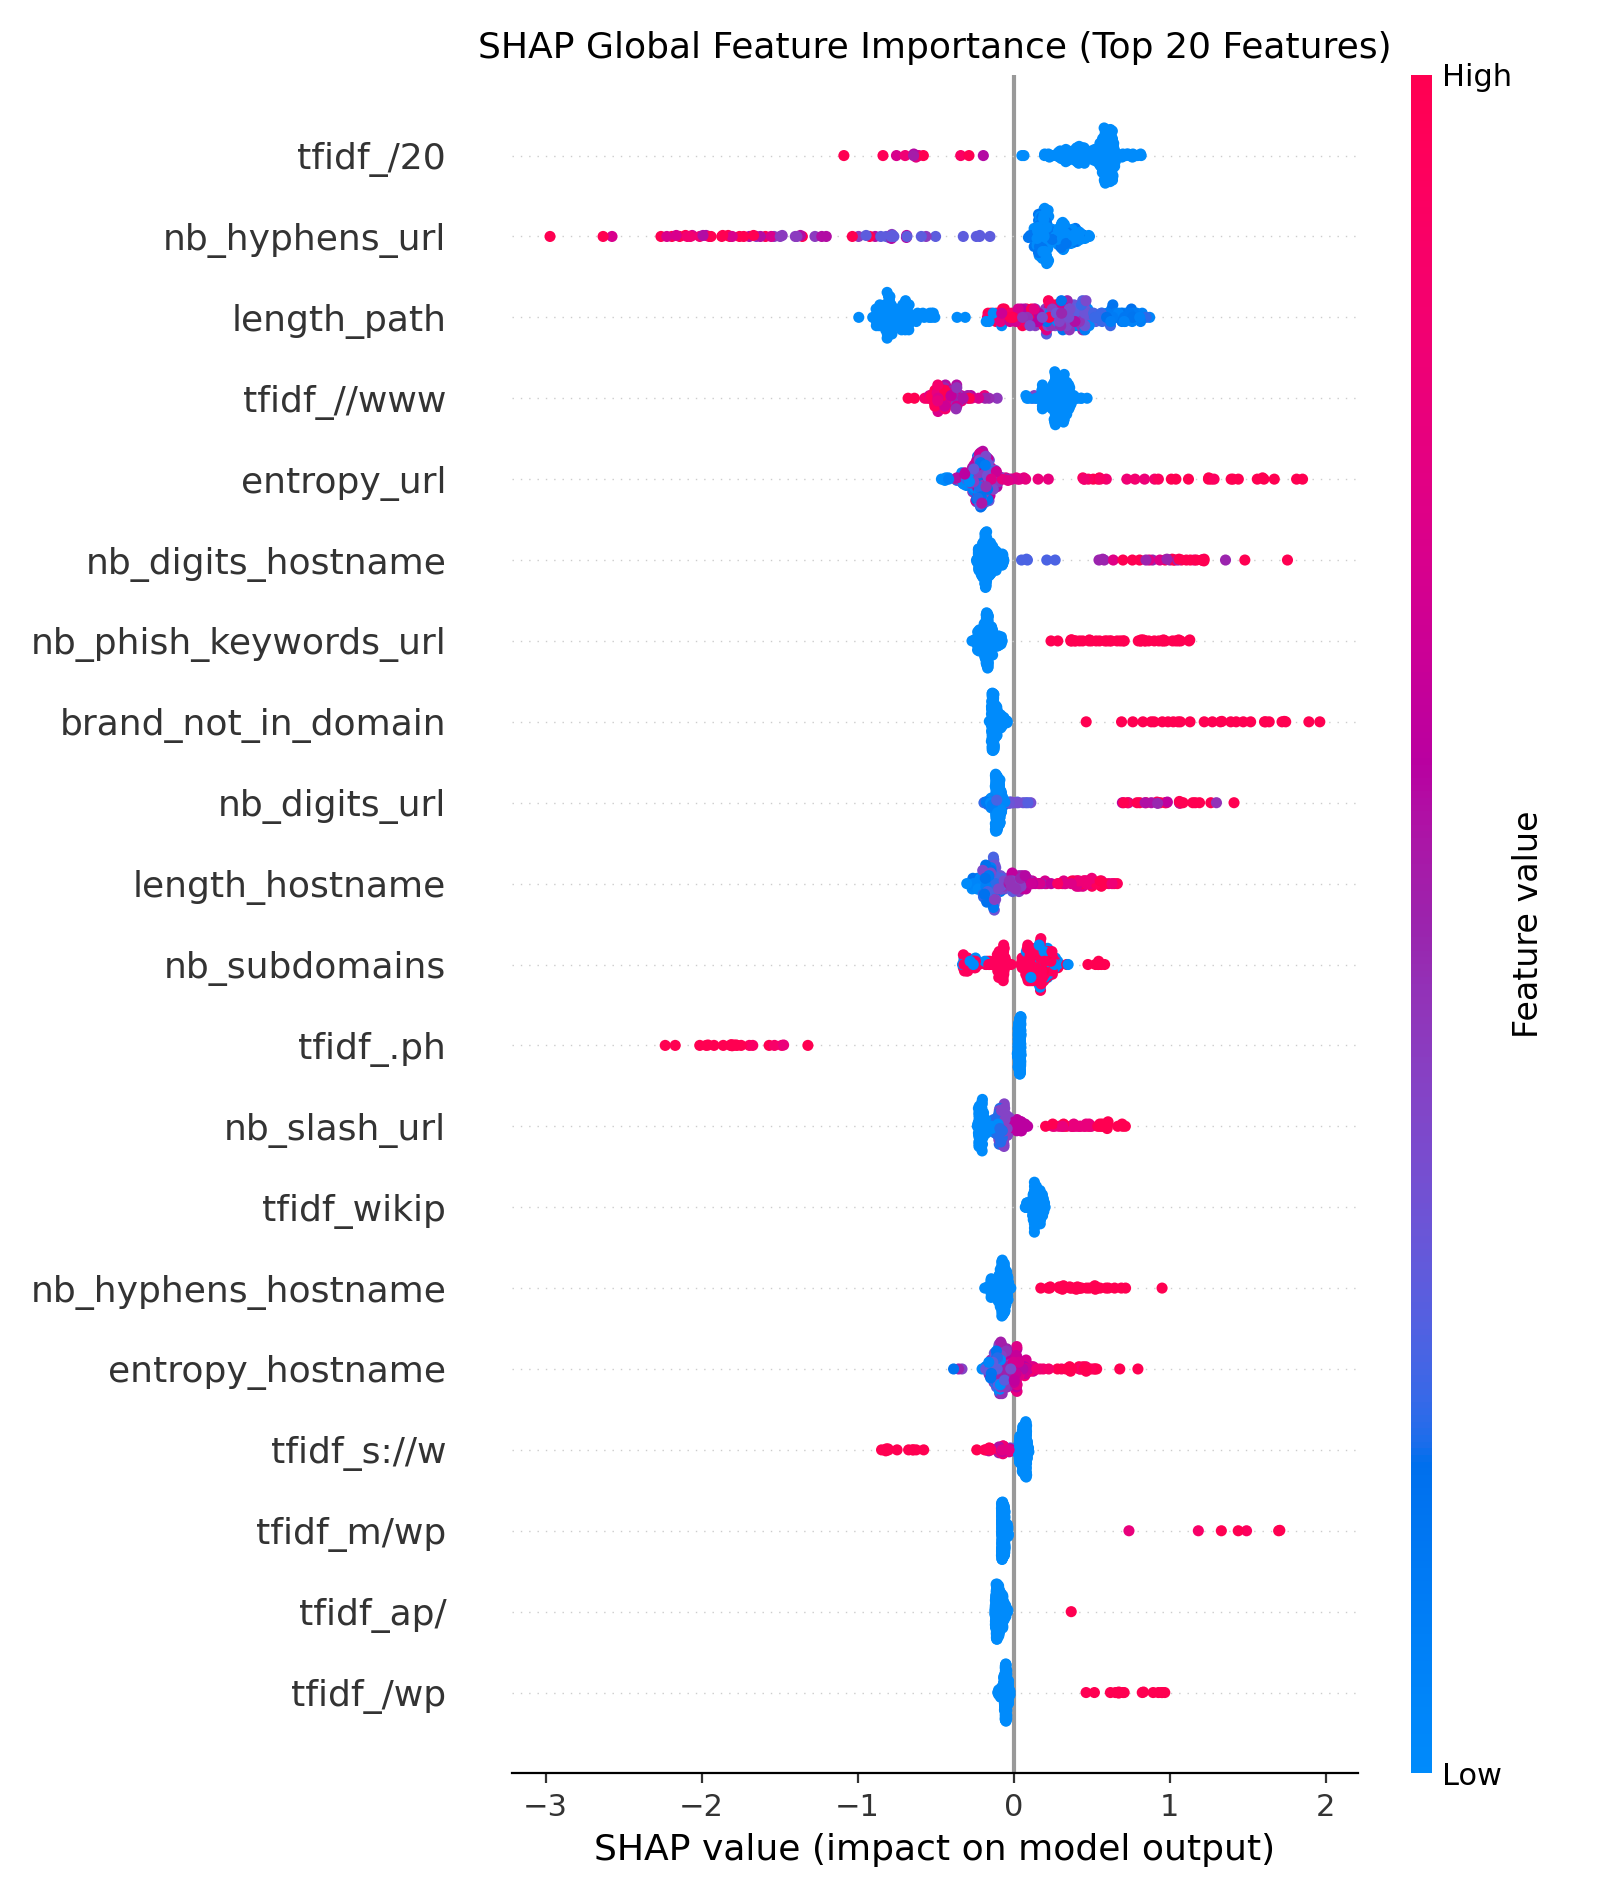 SHAP Global Feature Importance (Top 20 Features)
High
tfidf_/20
nb_hyphens_url
length_path
tfidf_//www
entropy_url
nb_digits_hostname
nb_phish_keywords_url
brand_not_in_domain
nb_digits_url
length_hostname
nb_subdomains
tfidf_.ph
nb_slash_url
tfidf_wikip
nb_hyphens_hostname
entropy_hostname
tfidf_s://w
tfidf_m/wp
tfidf_ap/
tfidf_/wp
Feature value
Low
−3 −2 −1 0 1 2
SHAP value (impact on model output)